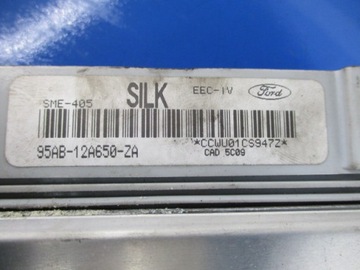 SME-405 SILK EEC-IV Ford
95AB-12A650-ZA *CCWU01CS947Z*
CAD 5C09